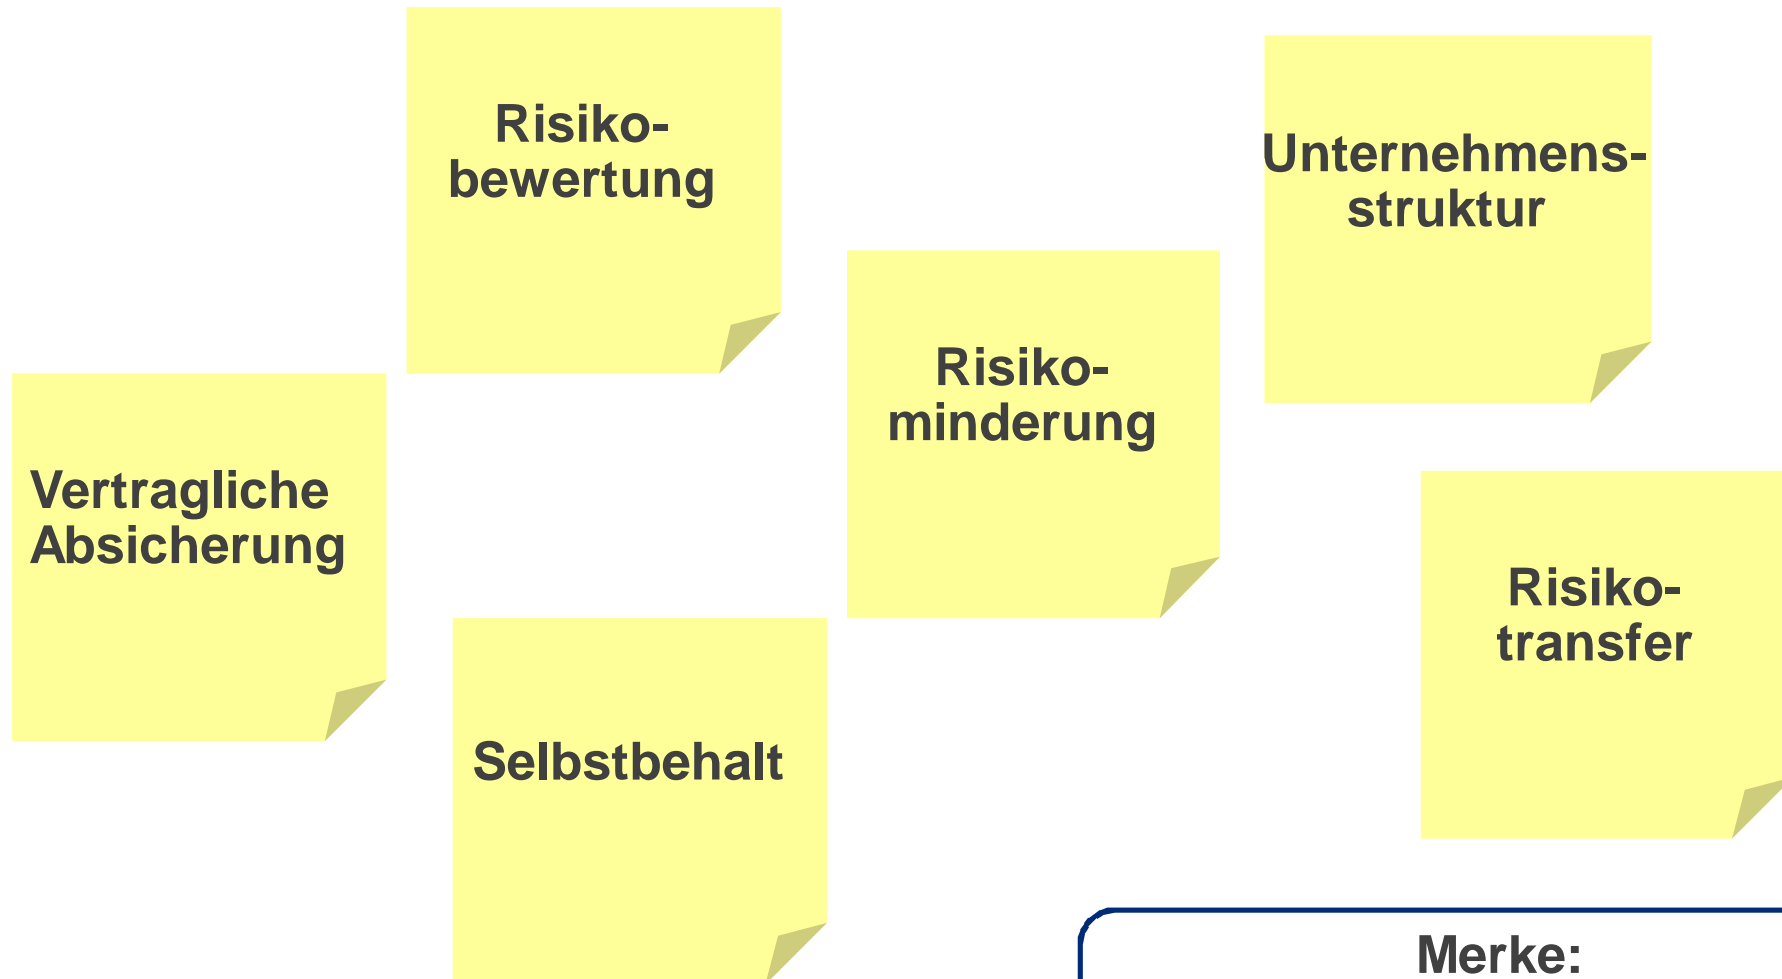 Risiko-
bewertung
Unternehmens-
struktur
Risiko-
minderung
Vertragliche
Absicherung
Risiko-
transfer
Selbstbehalt
Merke: